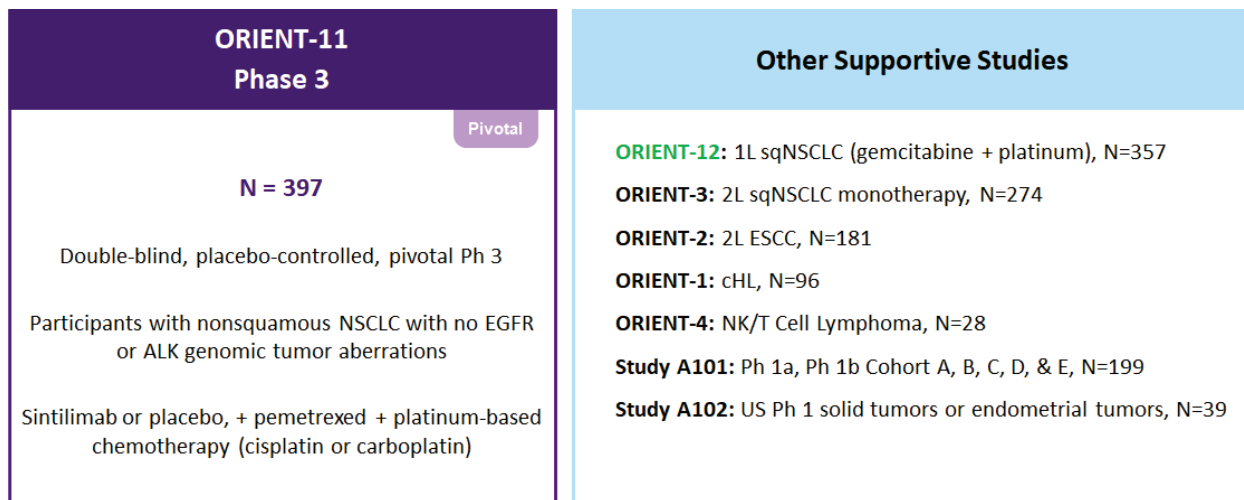 ORIENT-11
Phase 3
Pivotal
N = 397
Double-blind, placebo-controlled, pivotal Ph 3
Participants with nonsquamous NSCLC with no EGFR
or ALK genomic tumor aberrations
Sintilimab or placebo, + pemetrexed + platinum-based
chemotherapy (cisplatin or carboplatin)
Other Supportive Studies
ORIENT-12: 1L sqNSCLC (gemcitabine + platinum), N=357
ORIENT-3: 2L sqNSCLC monotherapy, N=274
ORIENT-2: 2L ESCC, N=181
ORIENT-1: cHL, N=96
ORIENT-4: NK/T Cell Lymphoma, N=28
Study A101: Ph 1a, Ph 1b Cohort A, B, C, D, & E, N=199
Study A102: US Ph 1 solid tumors or endometrial tumors, N=39